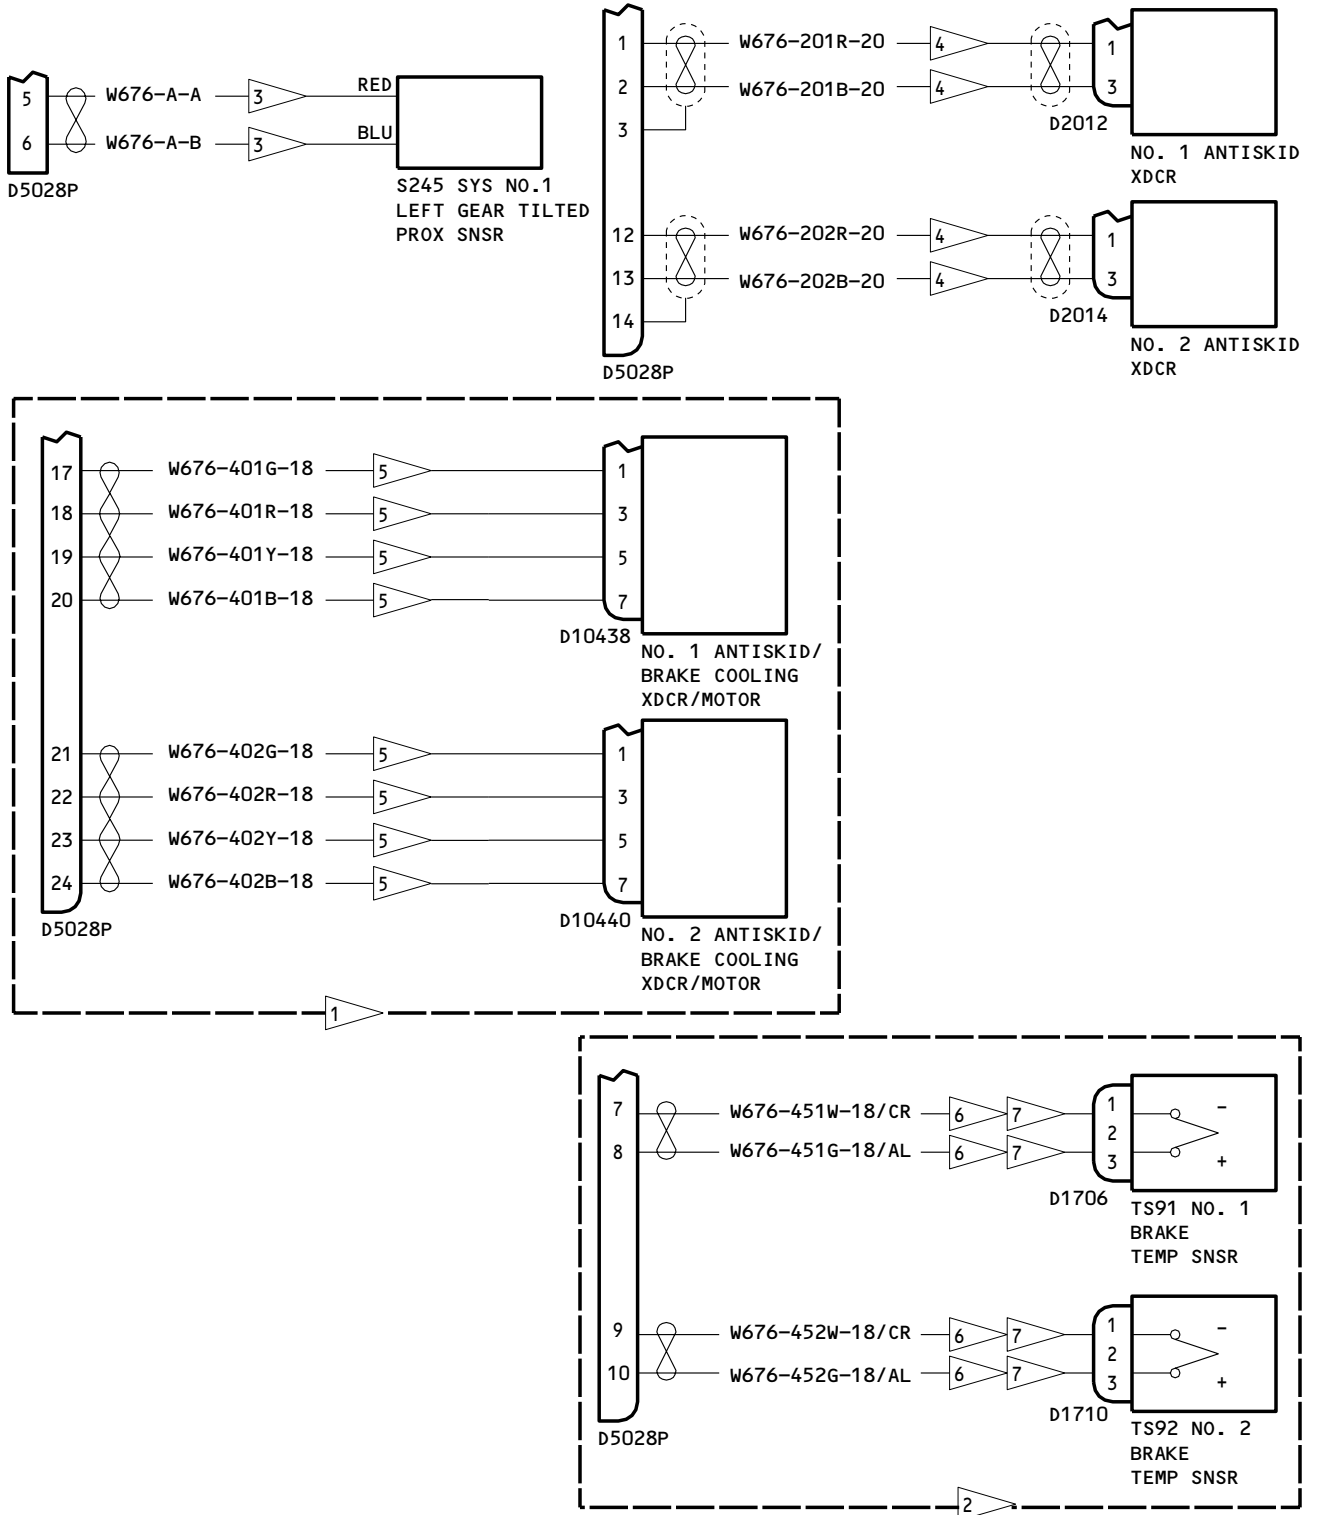 5 W676-A-A 3 RED
6 W676-A-B 3 BLU
D5028P
S245 SYS NO.1
LEFT GEAR TILTED
PROX SNSR
1 W676-201R-20 4 1
2 W676-201B-20 4 3
3
D2012
NO. 1 ANTISKID
XDCR
12 W676-202R-20 4 1
13 W676-202B-20 4 3
14
D2014
NO. 2 ANTISKID
XDCR
D5028P
17 W676-401G-18 5 1
18 W676-401R-18 5 3
19 W676-401Y-18 5 5
20 W676-401B-18 5 7
D10438
NO. 1 ANTISKID/
BRAKE COOLING
XDCR/MOTOR
21 W676-402G-18 5 1
22 W676-402R-18 5 3
23 W676-402Y-18 5 5
24 W676-402B-18 5 7
D5028P
D10440
NO. 2 ANTISKID/
BRAKE COOLING
XDCR/MOTOR
1
7 W676-451W-18/CR 6 7 1 -
2
8 W676-451G-18/AL 6 7 3 +
D1706
TS91 NO. 1
BRAKE
TEMP SNSR
9 W676-452W-18/CR 6 7 1 -
2
10 W676-452G-18/AL 6 7 3 +
D1710
D5028P
TS92 NO. 2
BRAKE
TEMP SNSR
2